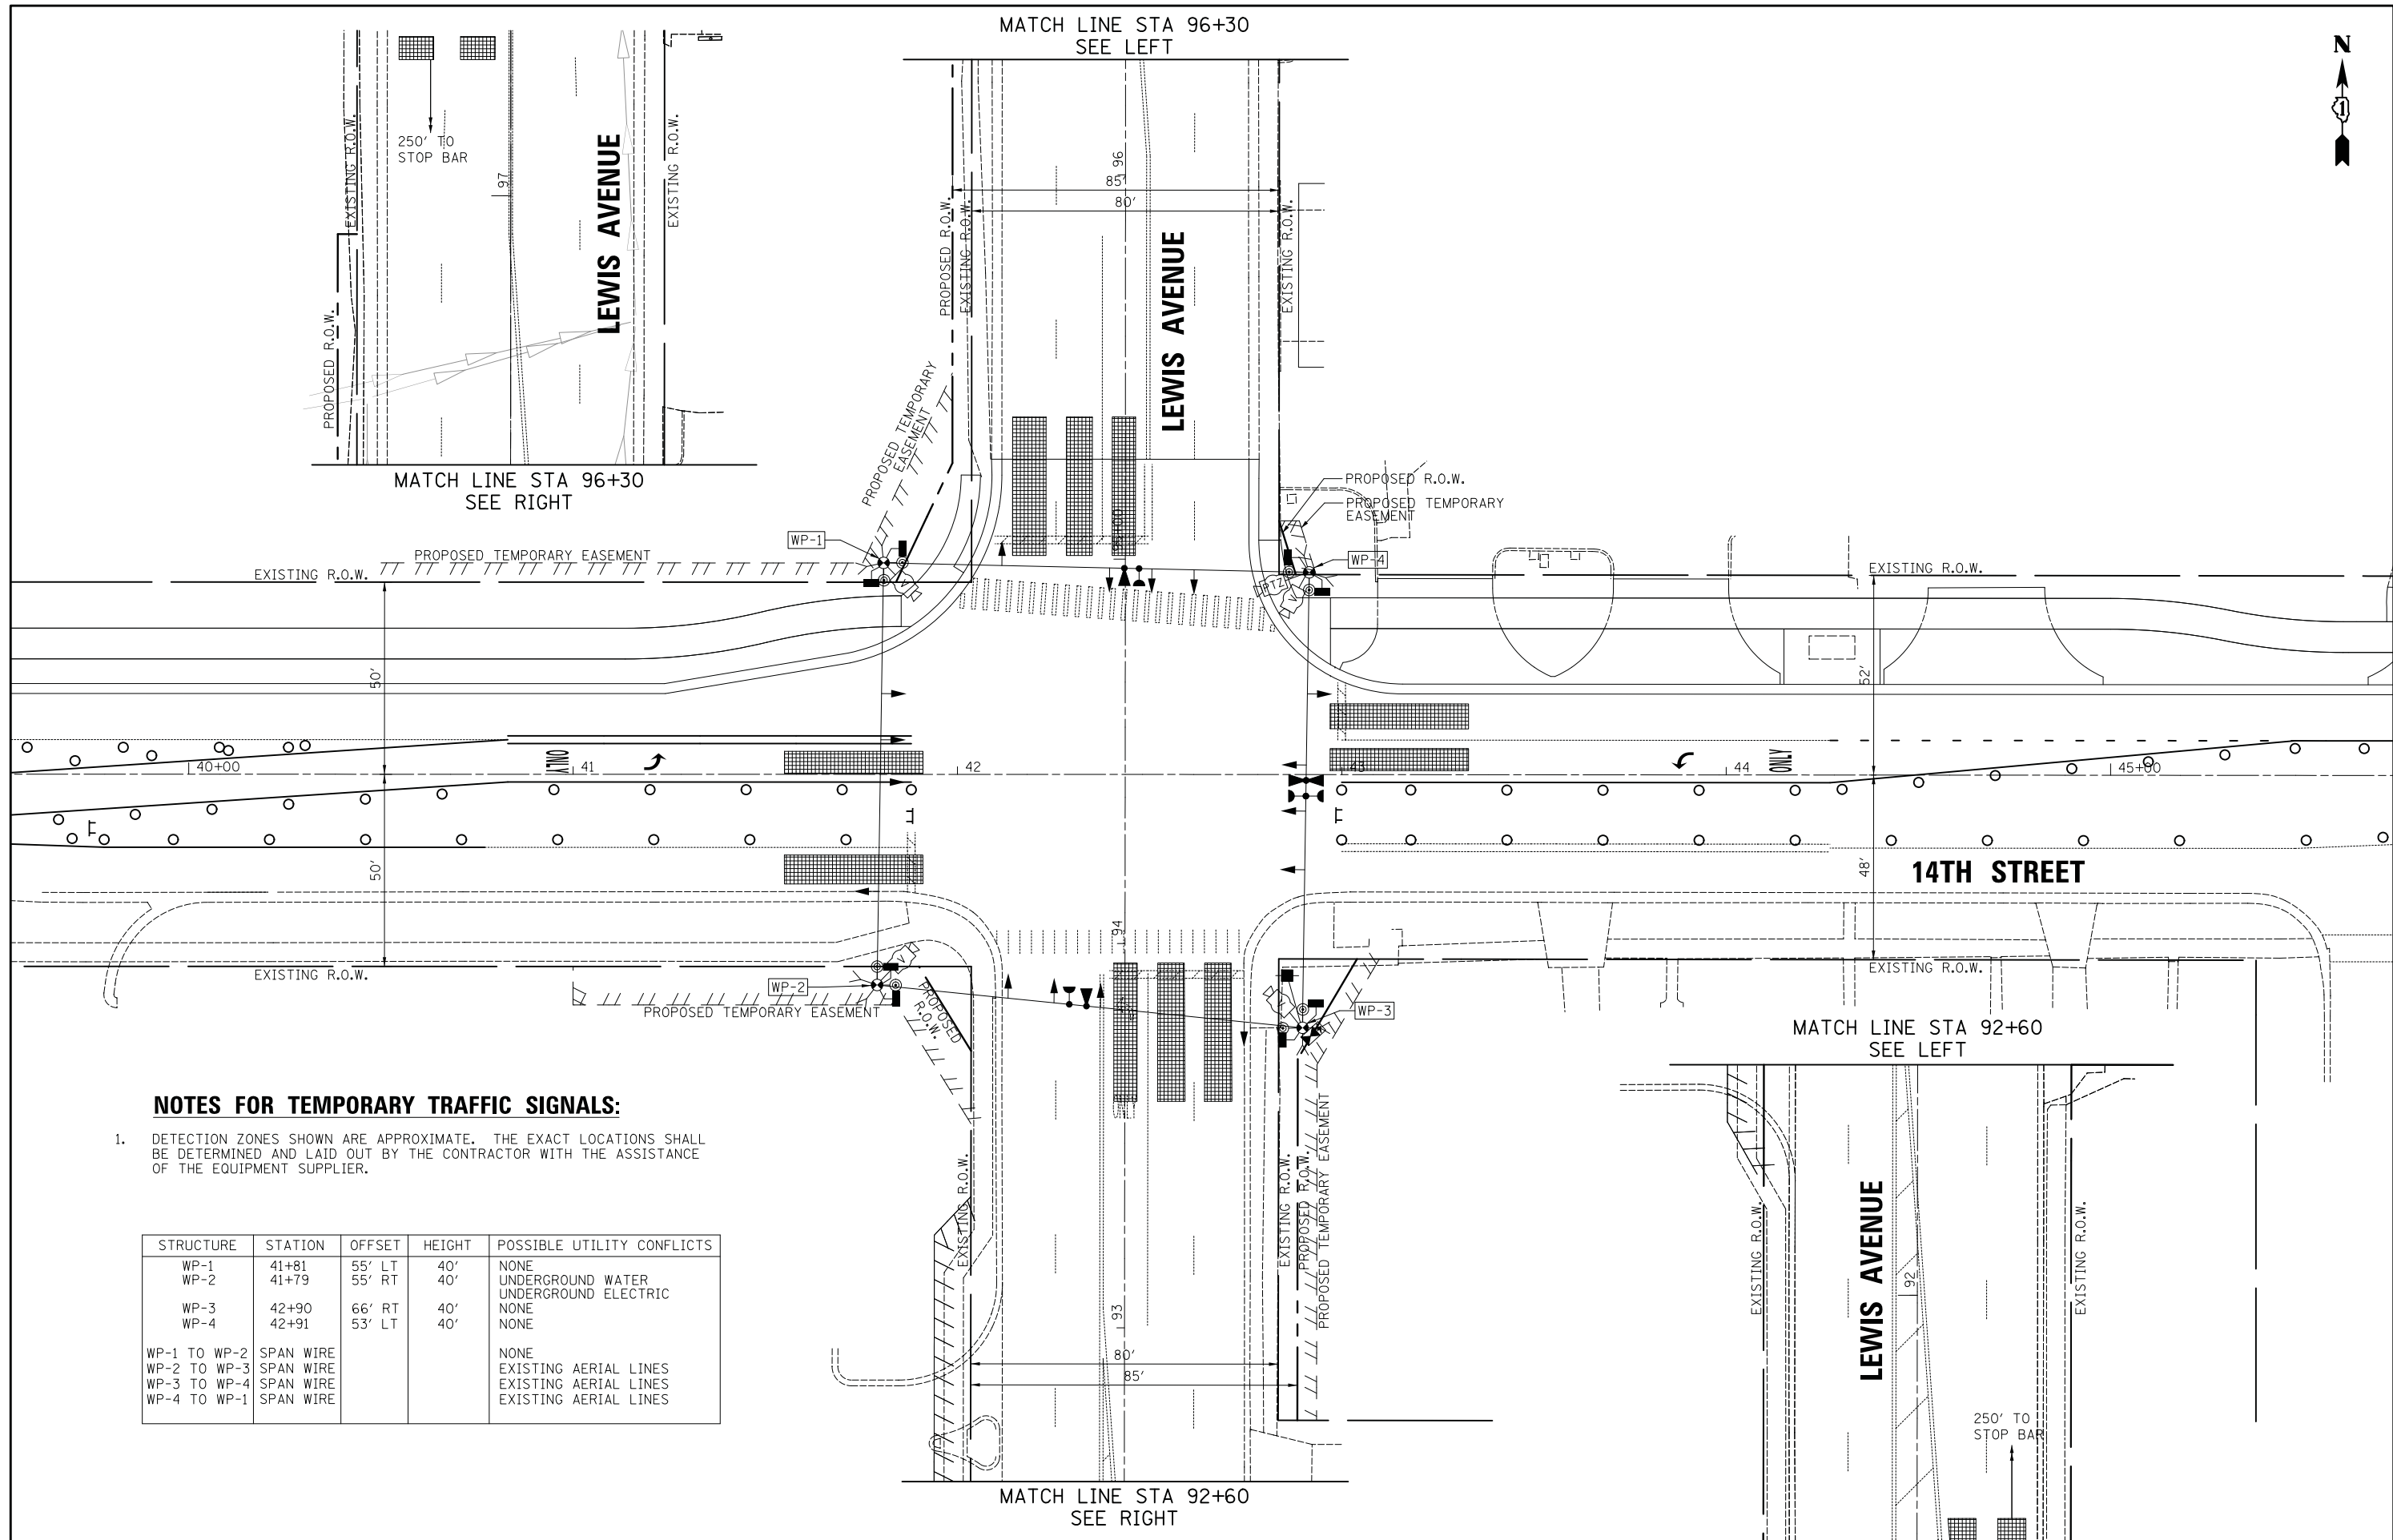 MATCH LINE STA 96+30
SEE LEFT
N
1
EXISTING R.O.W.
PROPOSED R.O.W.
250' TO
STOP BAR
97
LEWIS AVENUE
EXISTING R.O.W.
MATCH LINE STA 96+30
SEE RIGHT
96
85'
80'
PROPOSED R.O.W.
EXISTING R.O.W.
LEWIS AVENUE
EXISTING R.O.W.
PROPOSED TEMPORARY
EASEMENT
PROPOSED R.O.W.
PROPOSED TEMPORARY
EASEMENT
WP-1
WP-4
PROPOSED TEMPORARY EASEMENT
EXISTING R.O.W.
EXISTING R.O.W.
V
PTZ
V
50'
52'
40+00
ONLY
41
42
43
44
ONLY
45+00
50'
48'
14TH STREET
94
EXISTING R.O.W.
EXISTING R.O.W.
V
V
WP-2
WP-3
PROPOSED TEMPORARY EASEMENT
PROPOSED
R.O.W.
MATCH LINE STA 92+60
SEE LEFT
NOTES FOR TEMPORARY TRAFFIC SIGNALS:
1. DETECTION ZONES SHOWN ARE APPROXIMATE. THE EXACT LOCATIONS SHALL
BE DETERMINED AND LAID OUT BY THE CONTRACTOR WITH THE ASSISTANCE
OF THE EQUIPMENT SUPPLIER.
EXISTING R.O.W.
EXISTING R.O.W.
PROPOSED R.O.W.
PROPOSED TEMPORARY EASEMENT
93
80'
85'
EXISTING R.O.W.
LEWIS AVENUE
92
EXISTING R.O.W.
250' TO
STOP BAR
STRUCTURE STATION OFFSET HEIGHT POSSIBLE UTILITY CONFLICTS
WP-1 41+81 55' LT 40' NONE
WP-2 41+79 55' RT 40' UNDERGROUND WATER
UNDERGROUND ELECTRIC
WP-3 42+90 66' RT 40' NONE
WP-4 42+91 53' LT 40' NONE
WP-1 TO WP-2 SPAN WIRE NONE
WP-2 TO WP-3 SPAN WIRE EXISTING AERIAL LINES
WP-3 TO WP-4 SPAN WIRE EXISTING AERIAL LINES
WP-4 TO WP-1 SPAN WIRE EXISTING AERIAL LINES
MATCH LINE STA 92+60
SEE RIGHT